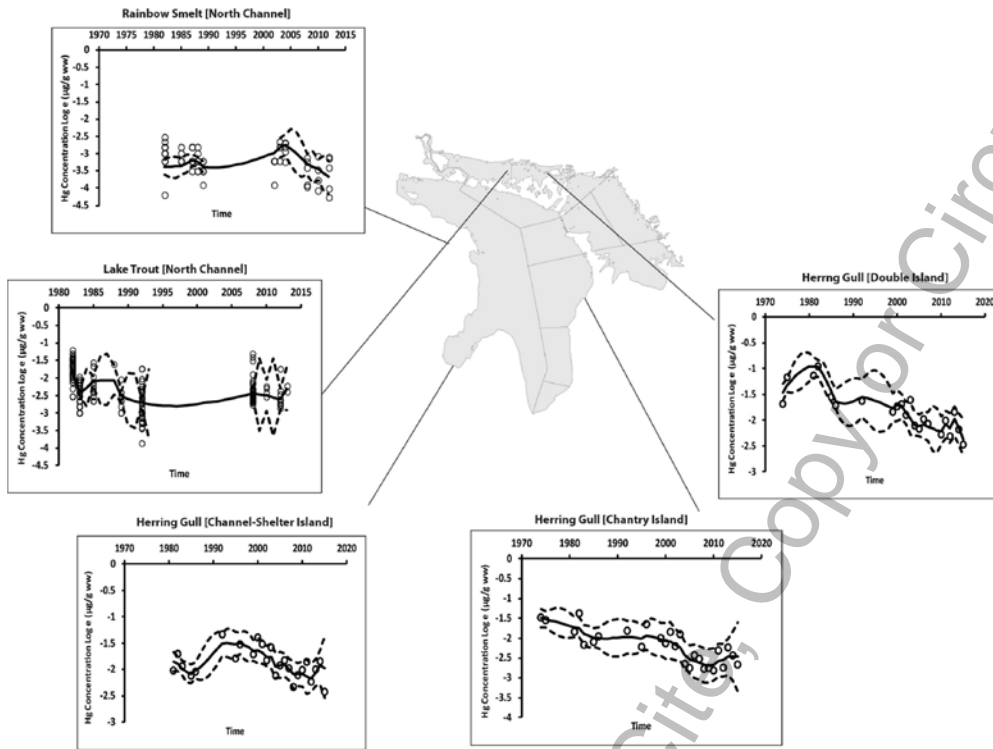 Rainbow Smelt [North Channel]
1970 1975 1980 1985 1990 1995 2000 2005 2010 2015
0
-0.5
-1
-1.5
-2
-2.5
-3.0
-3.5
-4
4.5
Hg Concentration Log e (µg/g ww)
Time
Lake Trout [North Channel]
1980 1985 1990 1995 2000 2005 2010 2015
0
-0.5
-1
-1.5
-2
-2.5
-3
-3.5
-4
-4.5
Hg Concentration Log e (µg/g ww)
Time
Herrng Gull [Double Island]
1970 1980 1990 2000 2010 2020
0
-0.5
-1
-1.5
-2
-2.5
-3
Hg Concentration Log e (µg/g ww)
Time
Herring Gull [Channel-Shelter Island]
1970 1980 1990 2000 2010 2020
0
-0.5
-1
-1.5
-2
-2.5
-3
Hg Concentration Log e (µg/g ww)
Time
Herring Gull [Chantry Island]
1970 1980 1990 2000 2010 2020
0
-0.5
-1
-1.5
-2
-2.5
-3
-3.5
-4
Hg Concentration Log e (µg/g ww)
Time
Cite, Copy or Circ